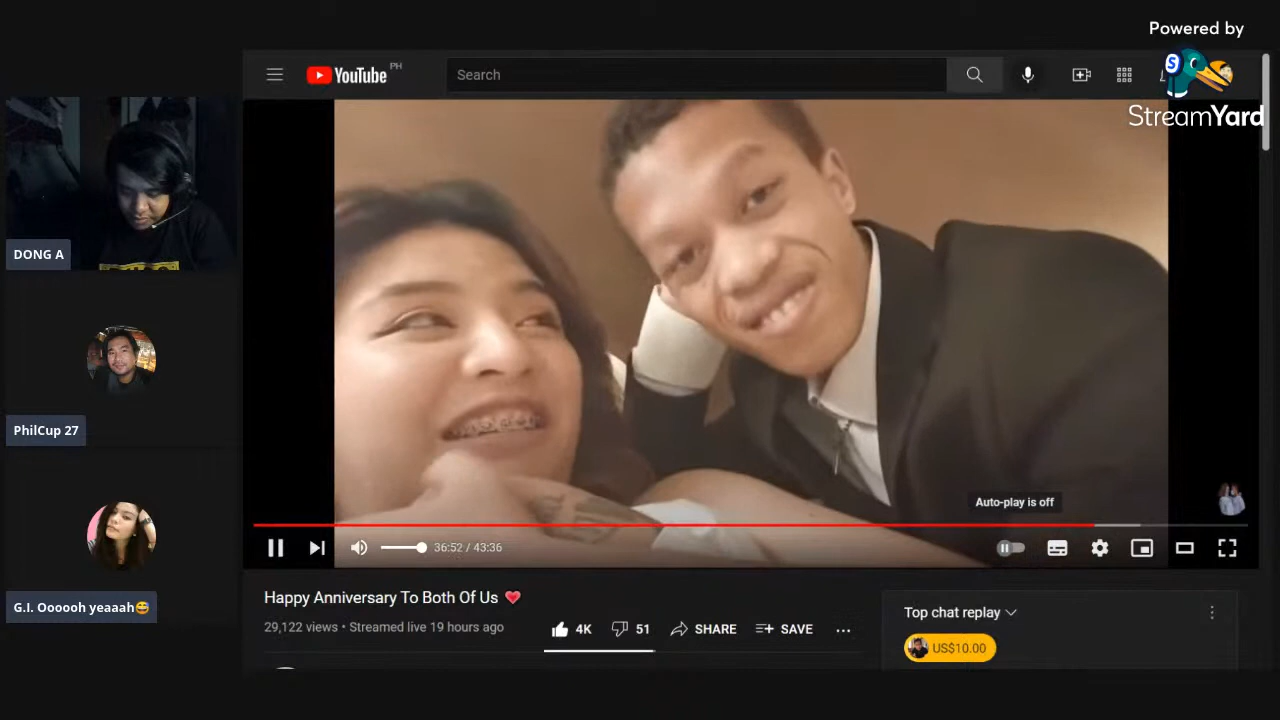 Powered by
StreamYard
YouTube PH
Search
DONG A
PhilCup 27
G.I. Oooooh yeaaah😅
Auto-play is off
36:52 / 43:36
Happy Anniversary To Both Of Us ❤️
29,122 views • Streamed live 19 hours ago
4K
51
SHARE
SAVE
Top chat replay
US$10.00